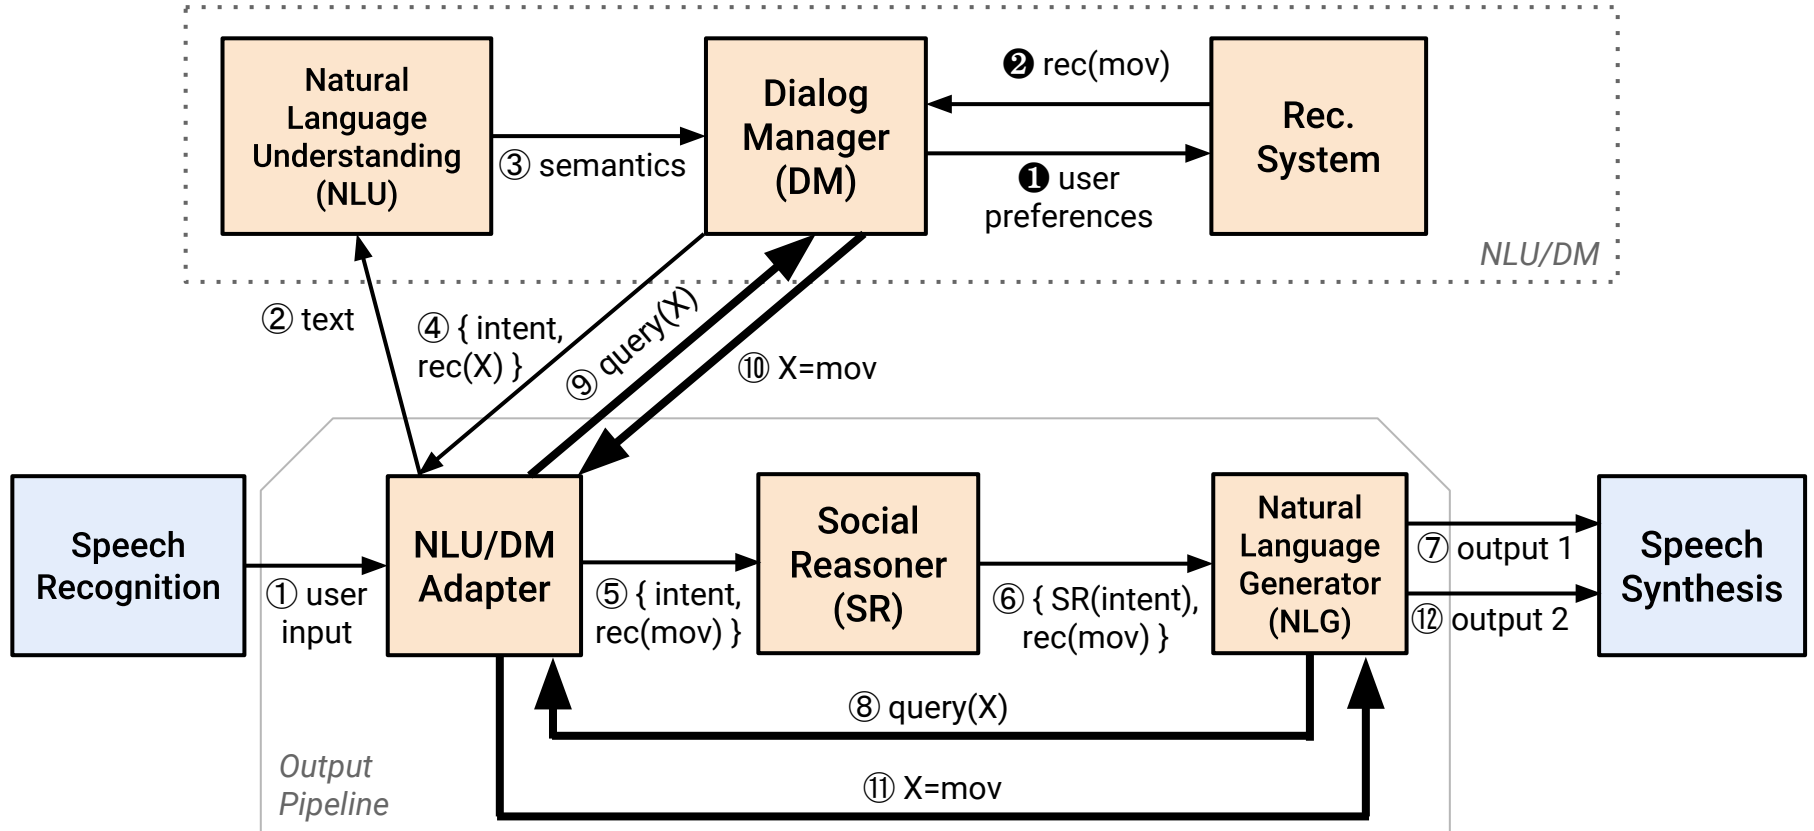 Natural
Language
Understanding
(NLU)
③ semantics
Dialog
Manager
(DM)
❷ rec(mov)
❶ user
preferences
Rec.
System
NLU/DM
② text
④ { intent,
rec(X) }
⑨ query(X)
⑩ X=mov
Speech
Recognition
① user
input
NLU/DM
Adapter
⑤ { intent,
rec(mov) }
Social
Reasoner
(SR)
⑥ { SR(intent),
rec(mov) }
Natural
Language
Generator
(NLG)
⑦ output 1
⑫ output 2
Speech
Synthesis
⑧ query(X)
⑪ X=mov
Output
Pipeline